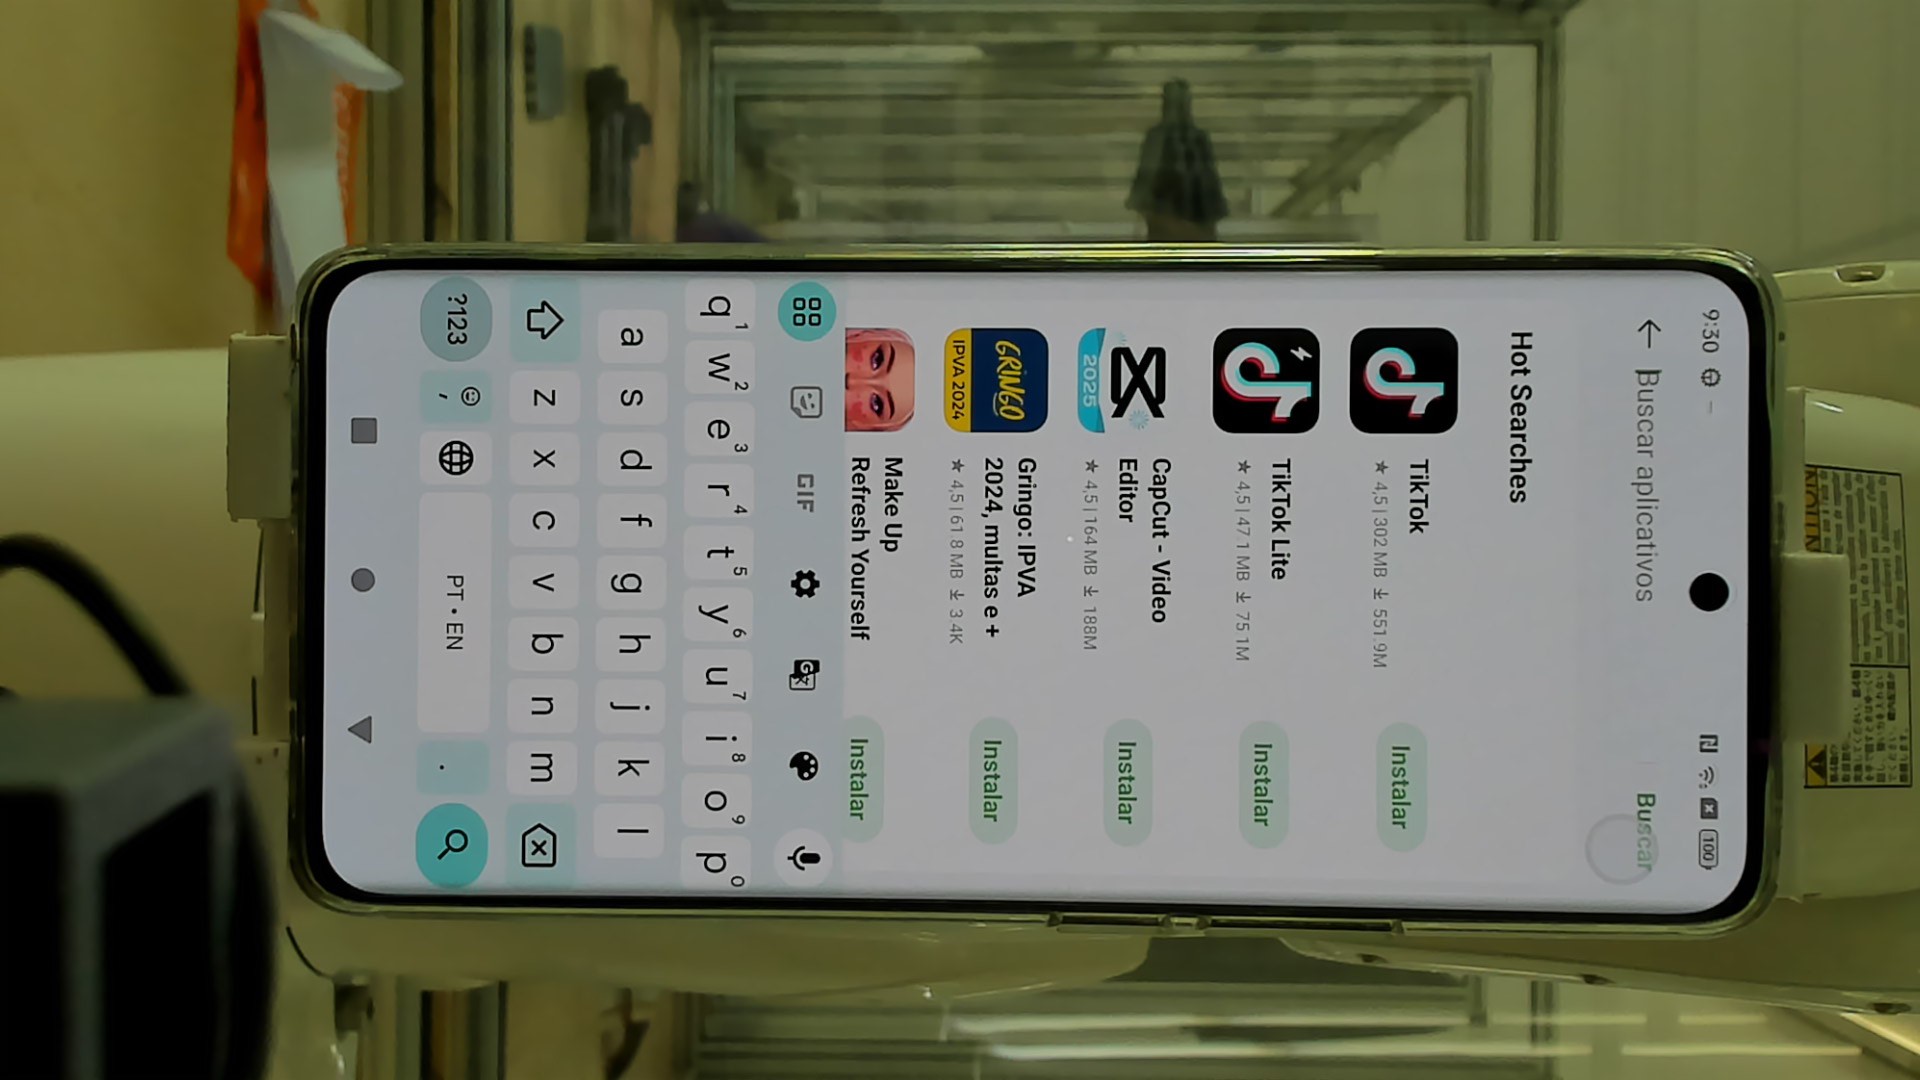 9:30
100
Buscar aplicativos
Buscar
Hot Searches
TikTok
★ 4,5 | 302 MB ↓ 551.9M
Instalar
TikTok Lite
★ 4,5 | 47.1 MB ↓ 75.1M
Instalar
2025
CapCut - Video
Editor
★ 4,5 | 164 MB ↓ 188M
Instalar
GRINGO
IPVA 2024
Gringo: IPVA
2024, multas e +
★ 4,5 | 61.8 MB ↓ 3.4K
Instalar
Make Up
Refresh Yourself
Instalar
GIF
q 1 w 2 e 3 r 4 t 5 y 6 u 7 i 8 o 9 p 0
a s d f g h j k l
z x c v b n m
?123 , PT • EN .